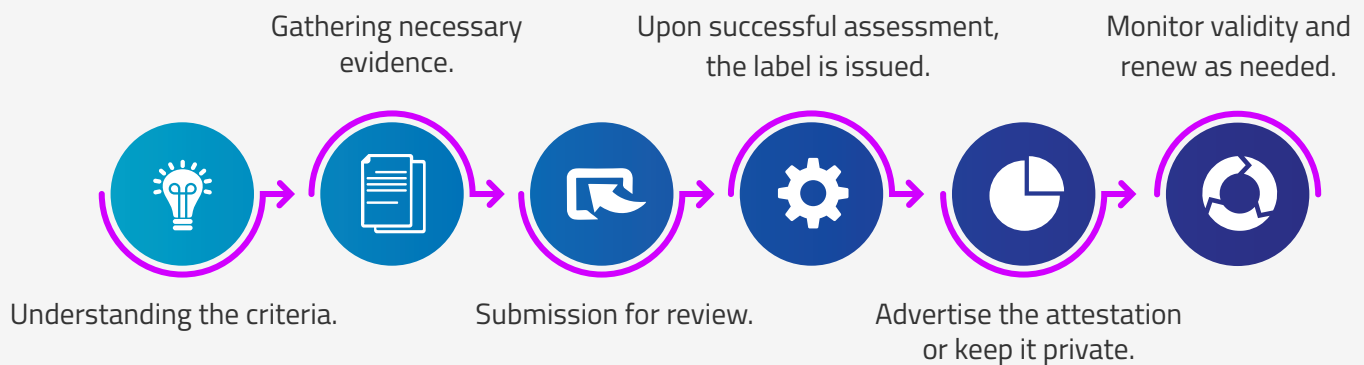 Understanding the criteria.
Gathering necessary
evidence.
Submission for review.
Upon successful assessment,
the label is issued.
Advertise the attestation
or keep it private.
Monitor validity and
renew as needed.